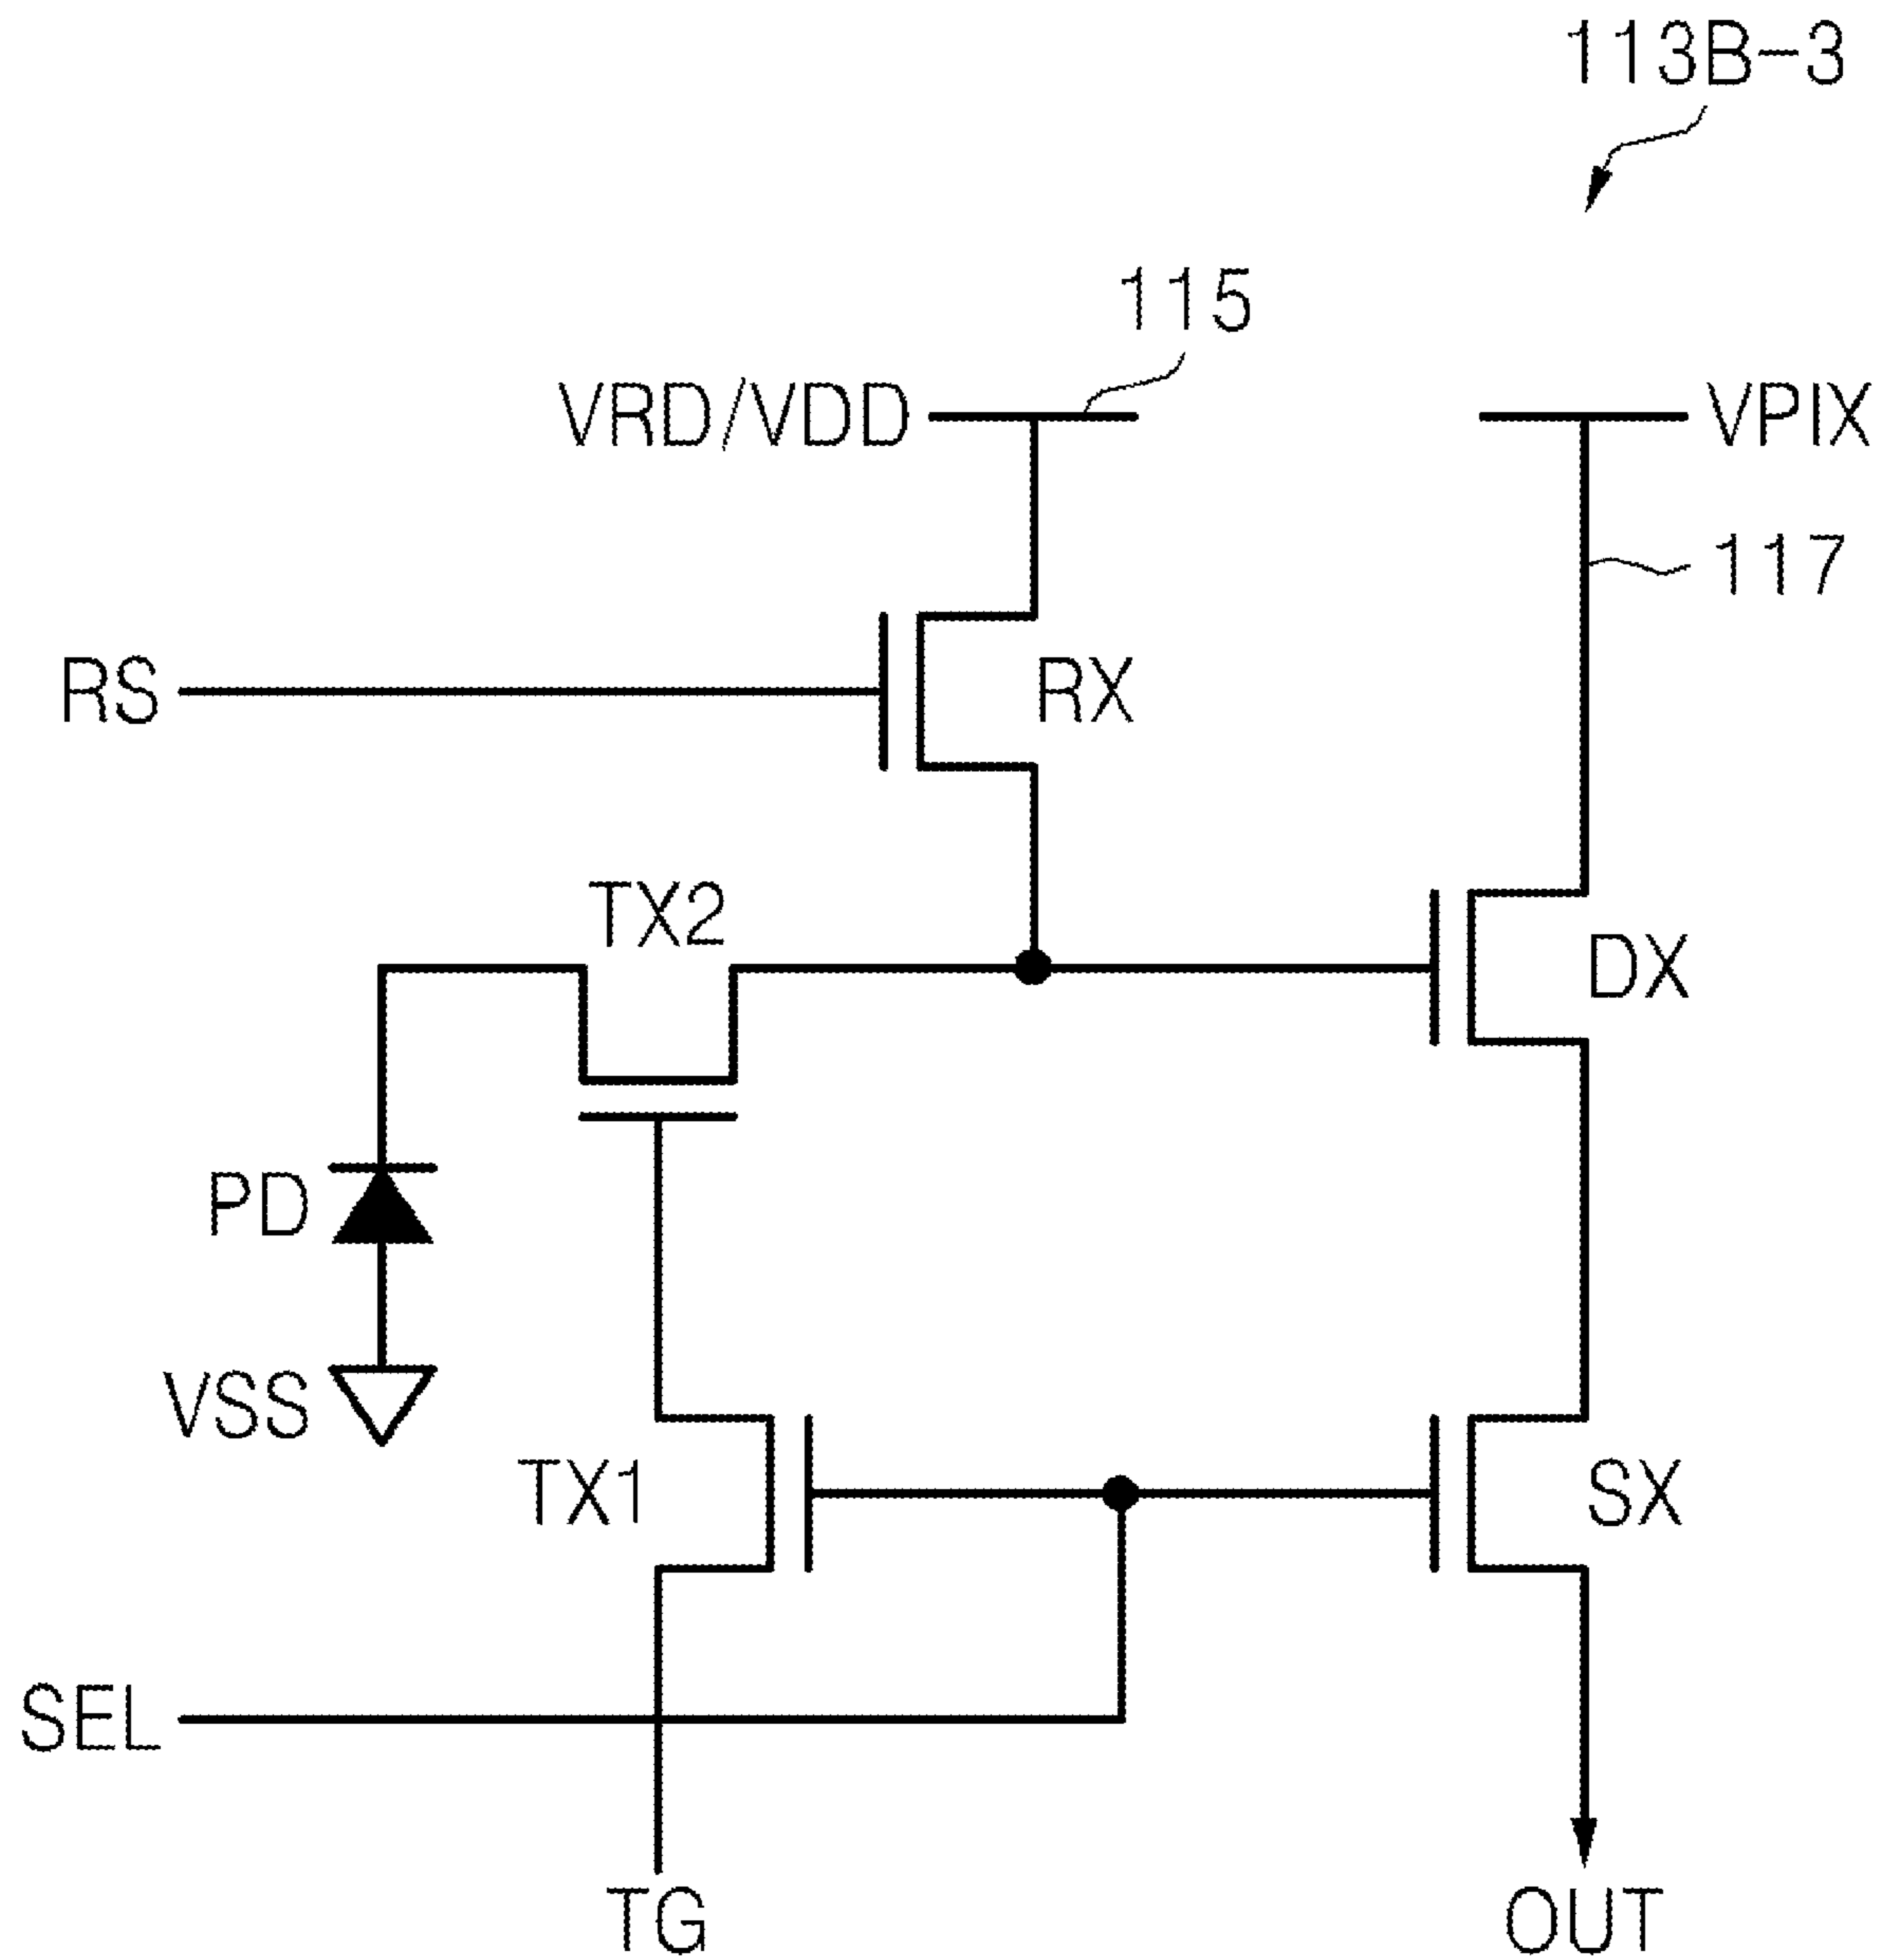 113B-3
115
VRD/VDD
VPIX
117
RS
RX
TX2
DX
PD
VSS
TX1
SX
SEL
TG
OUT